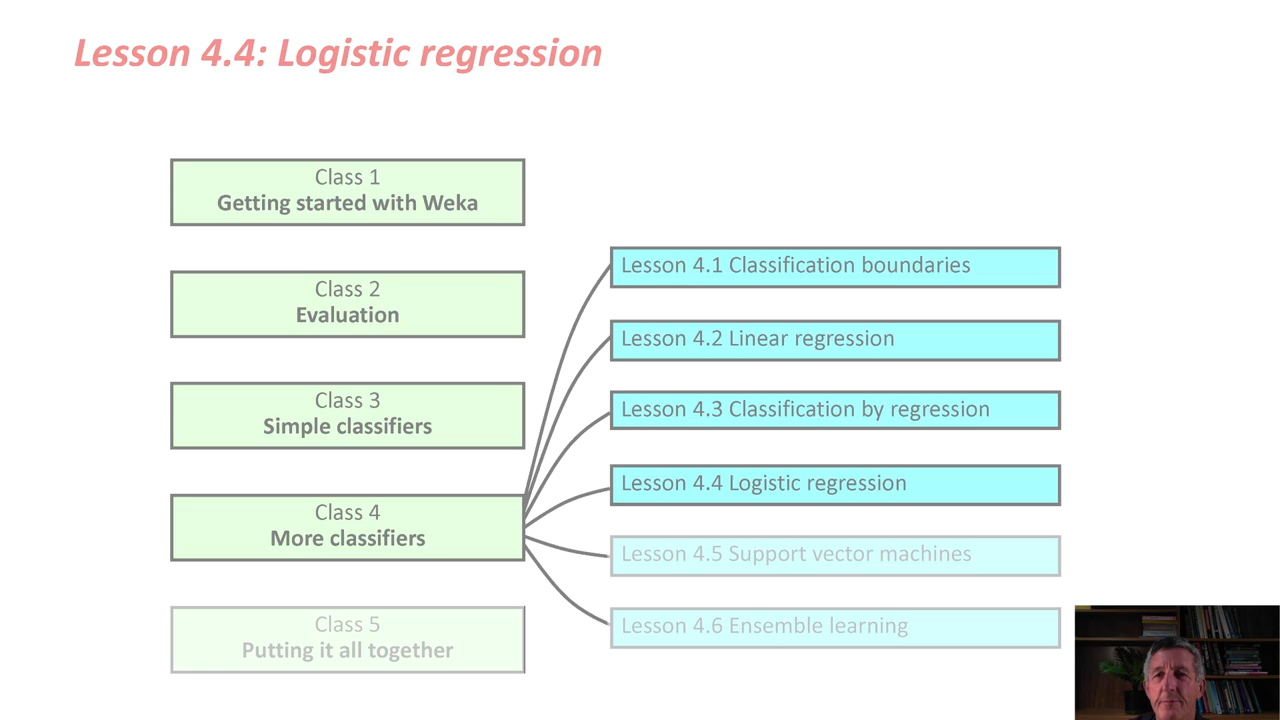 Lesson 4.4: Logistic regression
Class 1
Getting started with Weka
Class 2
Evaluation
Class 3
Simple classifiers
Class 4
More classifiers
Class 5
Putting it all together
Lesson 4.1 Classification boundaries
Lesson 4.2 Linear regression
Lesson 4.3 Classification by regression
Lesson 4.4 Logistic regression
Lesson 4.5 Support vector machines
Lesson 4.6 Ensemble learning